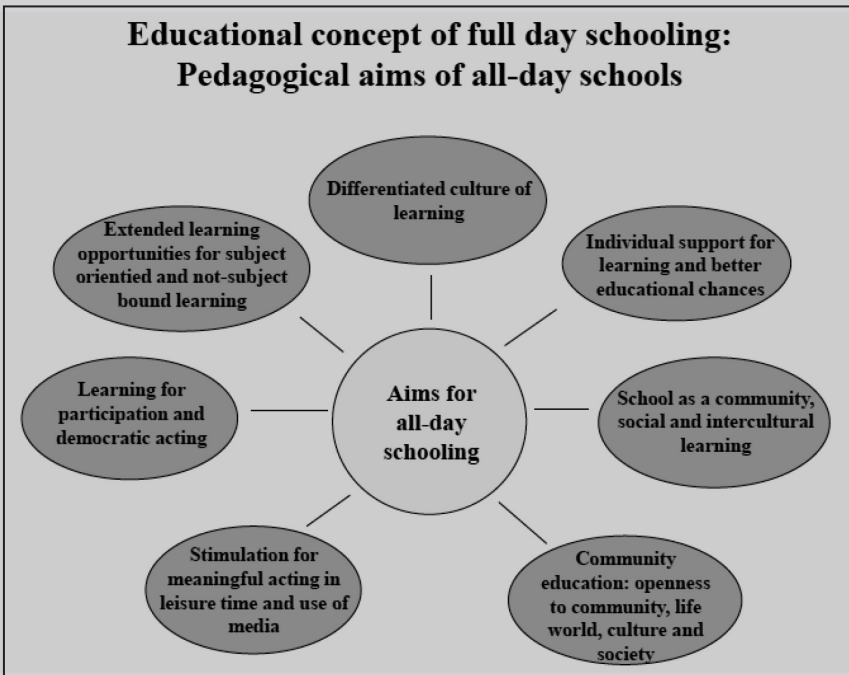 Educational concept of full day schooling:
Pedagogical aims of all-day schools
Differentiated culture of
learning
Extended learning
opportunities for subject
orientied and not-subject
bound learning
Individual support for
learning and better
educational chances
Learning for
participation and
democratic acting
Aims for
all-day
schooling
School as a community,
social and intercultural
learning
Stimulation for
meaningful acting in
leisure time and use of
media
Community
education: openness
to community, life
world, culture and
society